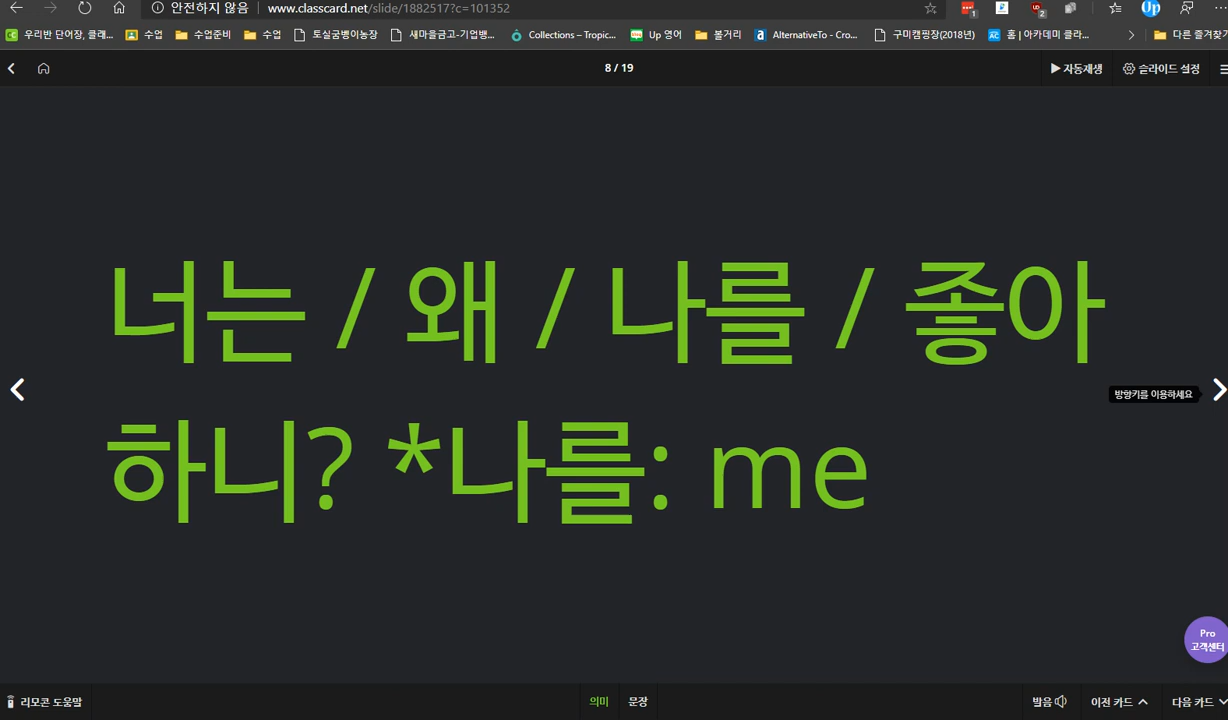 안전하지 않음 www.classcard.net/slide/1882517?c=101352
우리반 단어장, 클래... 수업 수업준비 수업 토실굼벵이농장 새마을금고-기업뱅... Collections – Tropic... Up 영어 볼거리 AlternativeTo - Cro... 구미캠핑장(2018년) 홈 | 아카데미 클라... 다른 즐겨찾기
8 / 19 자동재생 슬라이드 설정
너는 / 왜 / 나를 / 좋아
하니? *나를: me
방향키를 이용하세요
Pro
고객센터
리모콘 도움말 의미 문장 발음 이전 카드 다음 카드